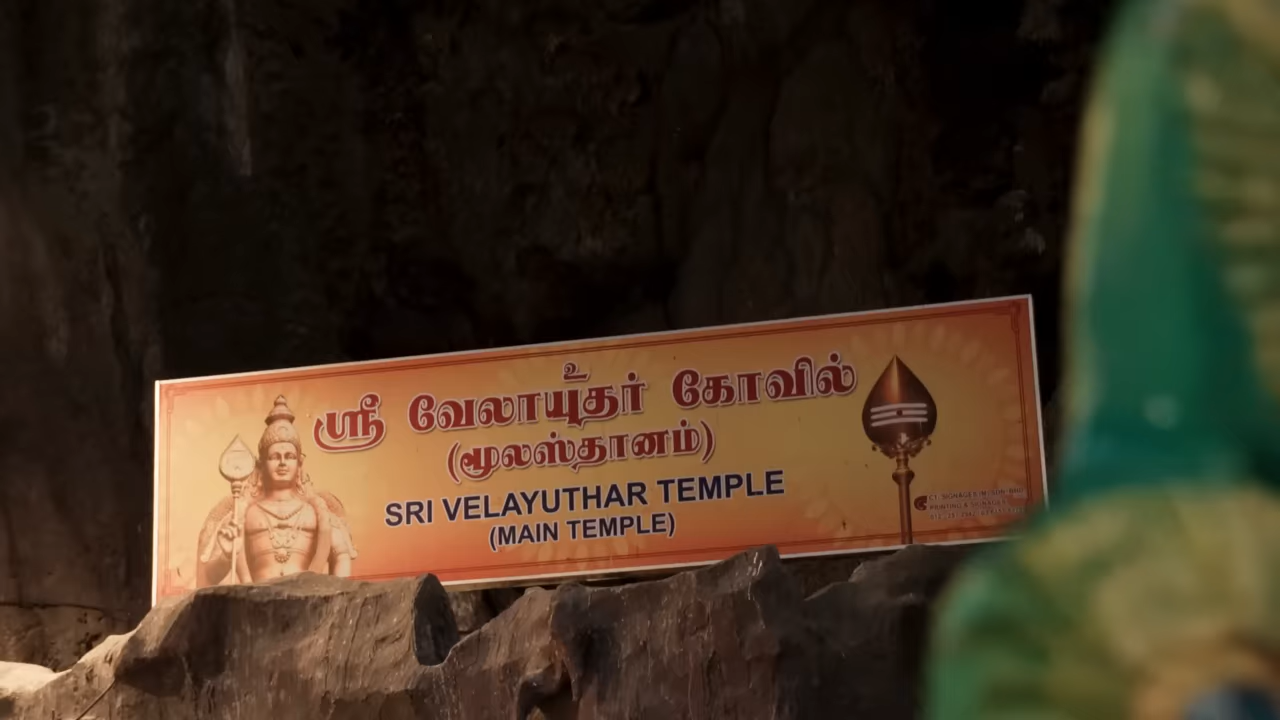 ஸ்ரீ வேலாயுதர் கோவில்
(மூலஸ்தானம்)
SRI VELAYUTHAR TEMPLE
(MAIN TEMPLE)